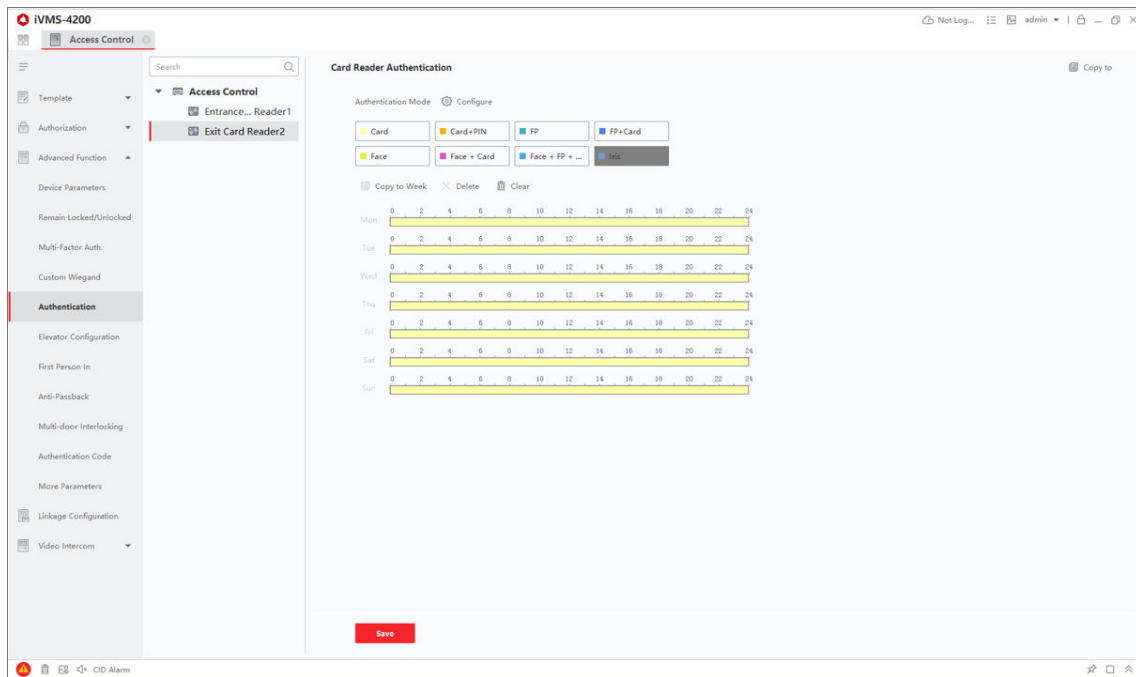 iVMS-4200
Not Log...
admin
Access Control
Search
Access Control
Entrance... Reader1
Exit Card Reader2
Template
Authorization
Advanced Function
Device Parameters
Remain Locked/Unlocked
Multi-Factor Auth.
Custom Wiegand
Authentication
Elevator Configuration
First Person In
Anti-Passback
Multi-door Interlocking
Authentication Code
More Parameters
Linkage Configuration
Video Intercom
Card Reader Authentication
Copy to
Authentication Mode Configure
Card Card+PIN FP FP+Card
Face Face + Card Face + FP + ... Iris
Copy to Week Delete Clear
0 2 4 6 8 10 12 14 16 18 20 22 24
Mon
0 2 4 6 8 10 12 14 16 18 20 22 24
Tue
0 2 4 6 8 10 12 14 16 18 20 22 24
Wed
0 2 4 6 8 10 12 14 16 18 20 22 24
Thu
0 2 4 6 8 10 12 14 16 18 20 22 24
Fri
0 2 4 6 8 10 12 14 16 18 20 22 24
Sat
0 2 4 6 8 10 12 14 16 18 20 22 24
Sun
Save
CID Alarm